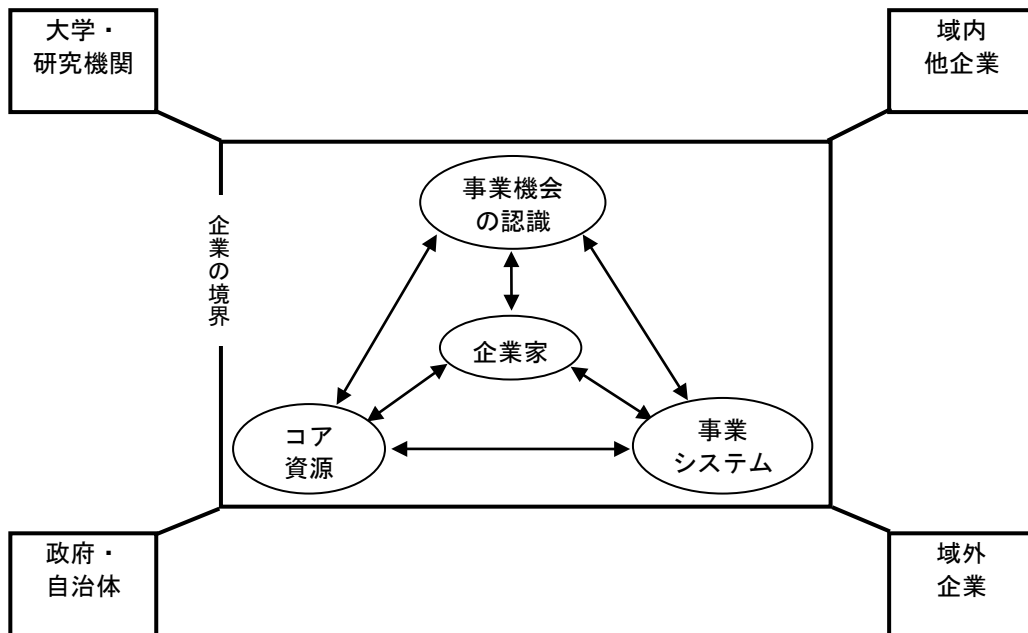 大学・
研究機関
域内
他企業
事業機会
の認識
企業の境界
企業家
コア
資源
事業
システム
政府・
自治体
域外
企業